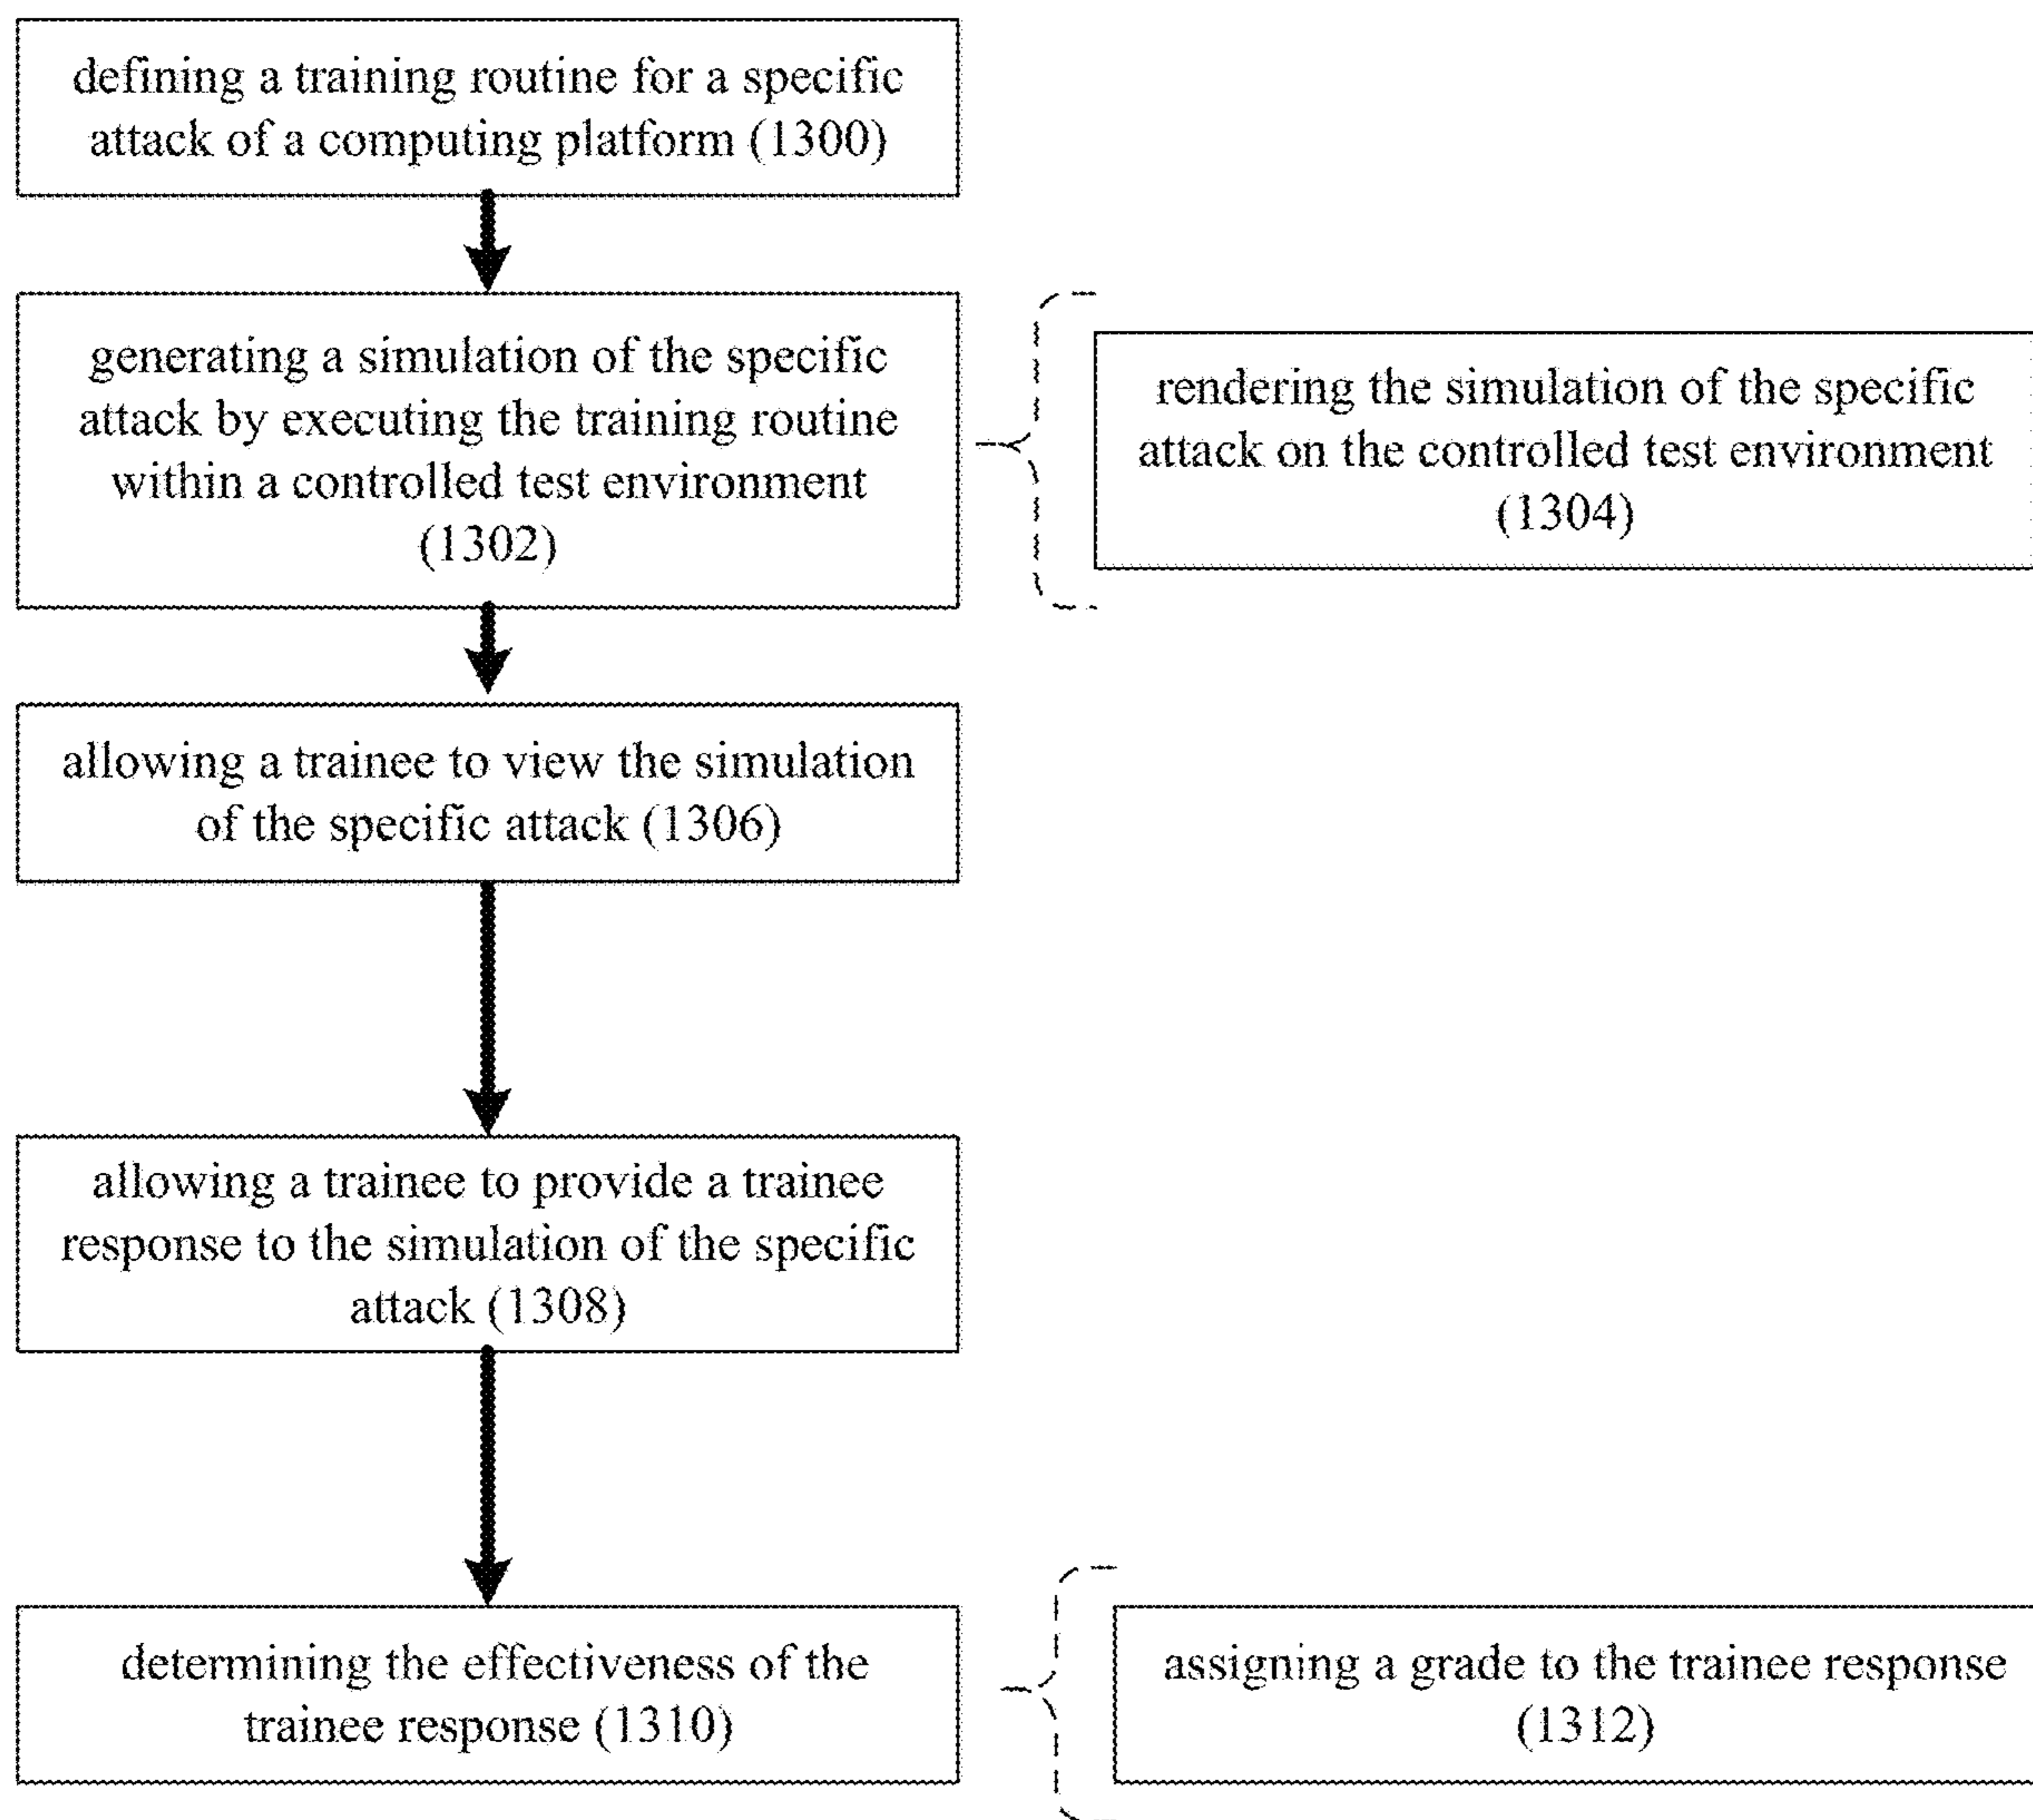 defining a training routine for a specific
attack of a computing platform (1300)
generating a simulation of the specific
attack by executing the training routine
within a controlled test environment
(1302)
rendering the simulation of the specific
attack on the controlled test environment
(1304)
allowing a trainee to view the simulation
of the specific attack (1306)
allowing a trainee to provide a trainee
response to the simulation of the specific
attack (1308)
determining the effectiveness of the
trainee response (1310)
assigning a grade to the trainee response
(1312)